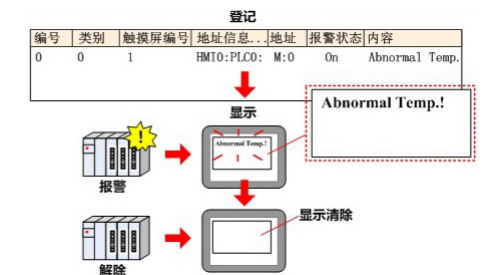 登记
编号 类别 触摸屏编号 地址信息... 地址 报警状态 内容
0 0 1 HMI0:PLC0: M:0 On Abnormal Temp.
Abnormal Temp.!
显示
Abnormal Temp.!
报警
显示清除
解除